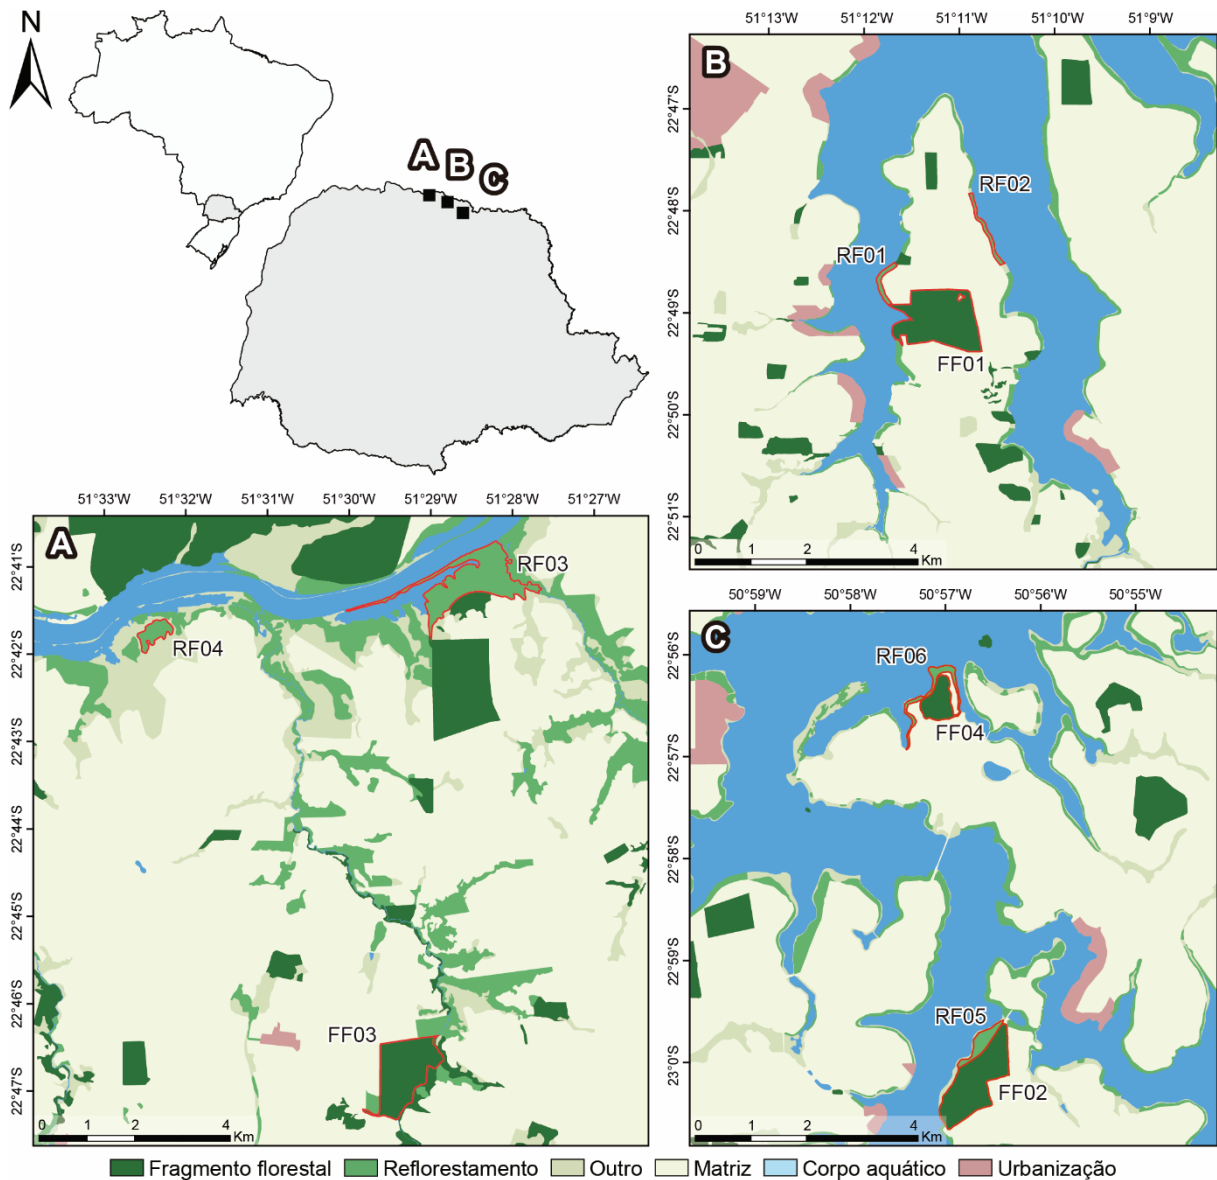 N
A
B
C
51°13'W 51°12'W 51°11'W 51°10'W 51°9'W
B
22°47'S
22°48'S
22°49'S
22°50'S
22°51'S
RF02
RF01
FF01
0 1 2 4
Km
51°33'W 51°32'W 51°31'W 51°30'W 51°29'W 51°28'W 51°27'W
A
22°41'S
22°42'S
22°43'S
22°44'S
22°45'S
22°46'S
22°47'S
RF03
RF04
FF03
0 1 2 4
Km
50°59'W 50°58'W 50°57'W 50°56'W 50°55'W
C
22°56'S
22°57'S
22°58'S
22°59'S
23°0'S
RF06
FF04
RF05
FF02
0 1 2 4
Km
Fragmento florestal Reflorestamento Outro Matriz Corpo aquático Urbanização